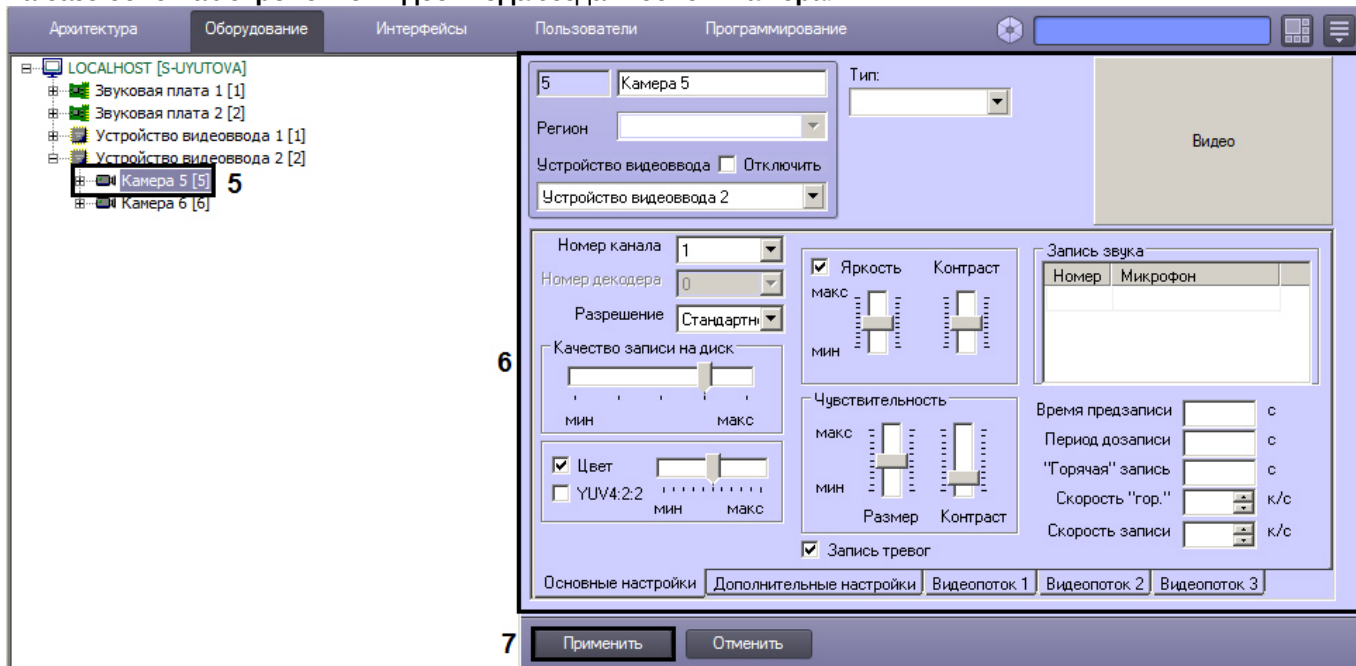 Архитектура Оборудование Интерфейсы Пользователи Программирование
LOCALHOST [S-UYUTOVA]
Звуковая плата 1 [1]
Звуковая плата 2 [2]
Устройство видеоввода 1 [1]
Устройство видеоввода 2 [2]
Камера 5 [5]
5
Камера 6 [6]
6
5 Камера 5
Тип:
Регион
Устройство видеоввода Отключить
Устройство видеоввода 2
Видео
Номер канала 1
Номер декодера 0
Разрешение Стандартн
Качество записи на диск
мин макс
Цвет
YUV4:2:2
мин макс
Яркость Контраст
макс
мин
Чувствительность
макс
мин
Размер Контраст
Запись тревог
Запись звука
Номер Микрофон
Время предзаписи с
Период дозаписи с
"Горячая" запись с
Скорость "гор." к/с
Скорость записи к/с
Основные настройки Дополнительные настройки Видеопоток 1 Видеопоток 2 Видеопоток 3
7 Применить Отменить